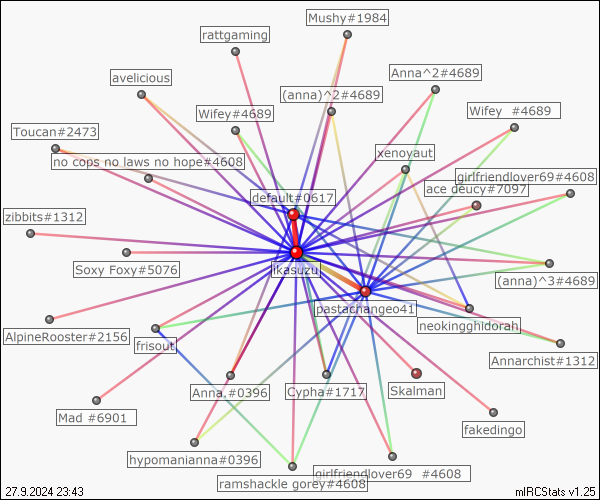 Mushy#1984
rattgaming
avelicious
Anna^2#4689
(anna)^2#4689
Wifey#4689
Wifey #4689
Toucan#2473
no cops no laws no hope#4608
xenoyaut
girlfriendlover69#4608
ace deucy#7097
default#0617
zibbits#1312
Soxy Foxy#5076
likasuzu
(anna)^3#4689
pastachangeo41
neokingghidorah
AlpineRooster#2156
frisout
Annarchist#1312
Anna.#0396
Cypha#1717
Skalman
Mad #6901
fakedingo
hypomanianna#0396
girlfriendlover69 #4608
ramshackle gorey#4608
27.9.2024 23:43
mIRCStats v1.25